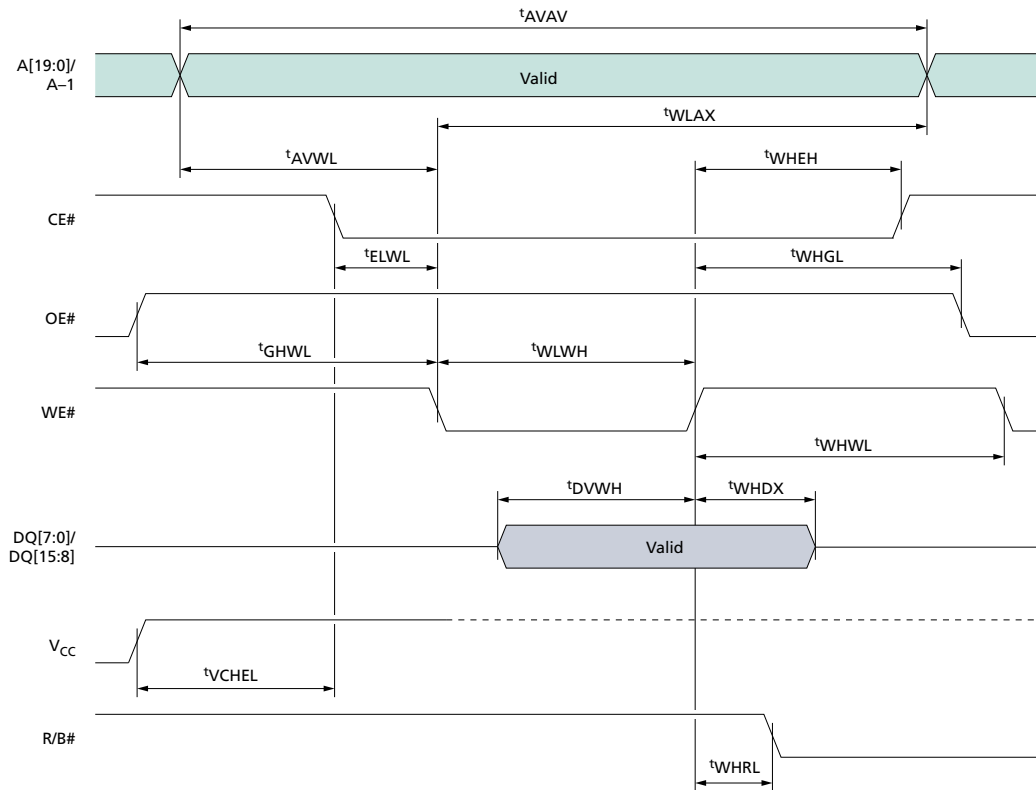 tAVAV
A[19:0]/
A–1
Valid
tWLAX
tAVWL
tWHEH
CE#
tELWL
tWHGL
OE#
tGHWL
tWLWH
WE#
tWHWL
tDVWH
tWHDX
DQ[7:0]/
DQ[15:8]
Valid
VCC
tVCHEL
R/B#
tWHRL